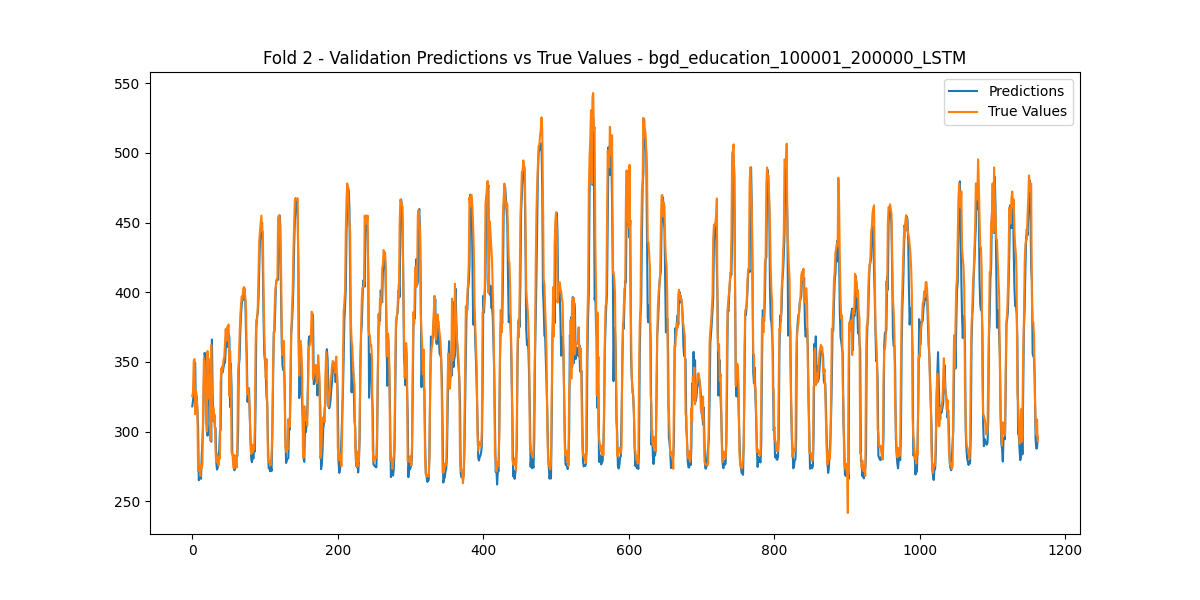 Fold 2 - Validation Predictions vs True Values - bgd_education_100001_200000_LSTM
Predictions
True Values
550
500
450
400
350
300
250
0 200 400 600 800 1000 1200